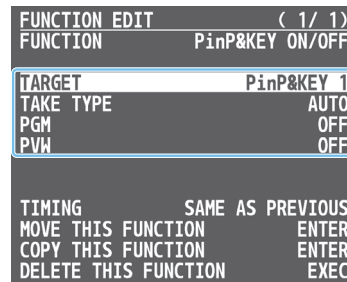 FUNCTION EDIT ( 1/ 1)
FUNCTION PinP&KEY ON/OFF
TARGET PinP&KEY 1
TAKE TYPE AUTO
PGM OFF
PVW OFF
TIMING SAME AS PREVIOUS
MOVE THIS FUNCTION ENTER
COPY THIS FUNCTION ENTER
DELETE THIS FUNCTION EXEC